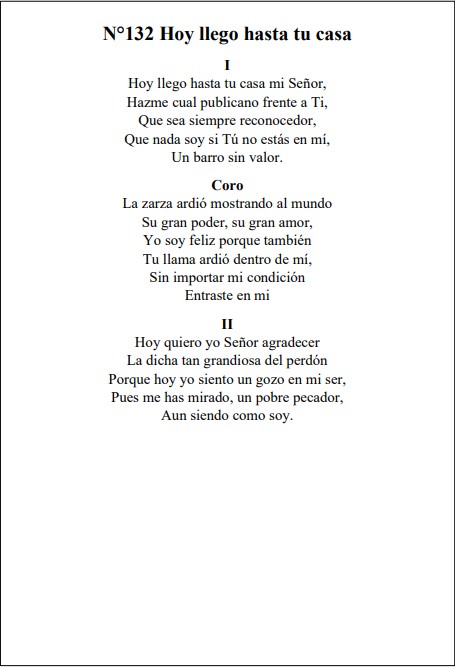 N°132 Hoy llego hasta tu casa
I
Hoy llego hasta tu casa mi Señor,
Hazme cual publicano frente a Ti,
Que sea siempre reconocedor,
Que nada soy si Tú no estás en mí,
Un barro sin valor.
Coro
La zarza ardió mostrando al mundo
Su gran poder, su gran amor,
Yo soy feliz porque también
Tu llama ardió dentro de mí,
Sin importar mi condición
Entraste en mi
II
Hoy quiero yo Señor agradecer
La dicha tan grandiosa del perdón
Porque hoy yo siento un gozo en mi ser,
Pues me has mirado, un pobre pecador,
Aun siendo como soy.